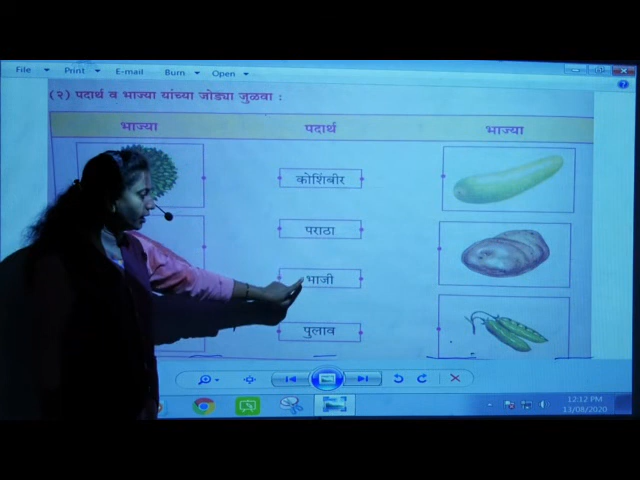 File Print E-mail Burn Open
(२) पदार्थ व भाज्या यांच्या जोड्या जुळवा :
भाज्या पदार्थ भाज्या
कोशिंबीर
पराठा
भाजी
पुलाव
12:12 PM
13/08/2020